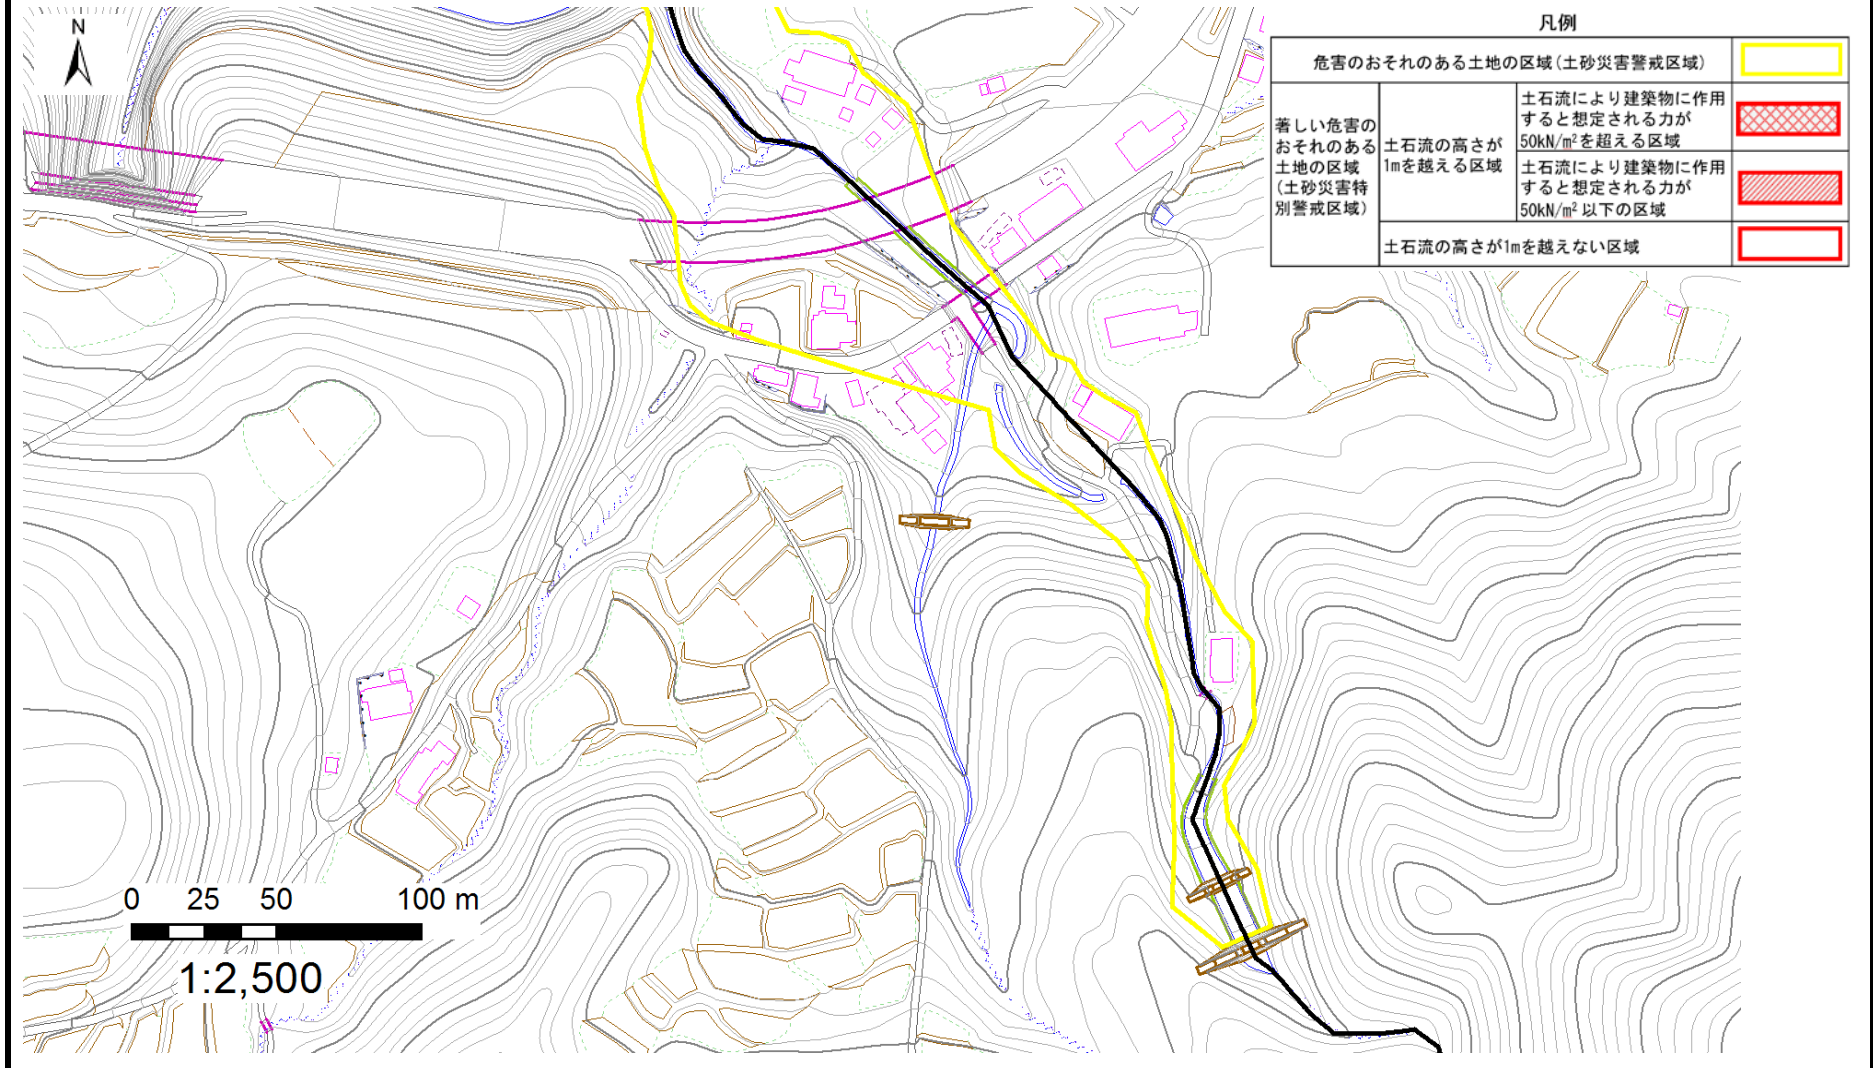 N
凡例
危害のおそれのある土地の区域(土砂災害警戒区域)
著しい危害の
おそれのある
土地の区域
(土砂災害特
別警戒区域)
土石流の高さが
1mを越える区域
土石流により建築物に作用
すると想定される力が
50kN/㎡を超える区域
土石流により建築物に作用
すると想定される力が
50kN/㎡ 以下の区域
土石流の高さが1mを越えない区域
0 25 50 100 m
1:2,500